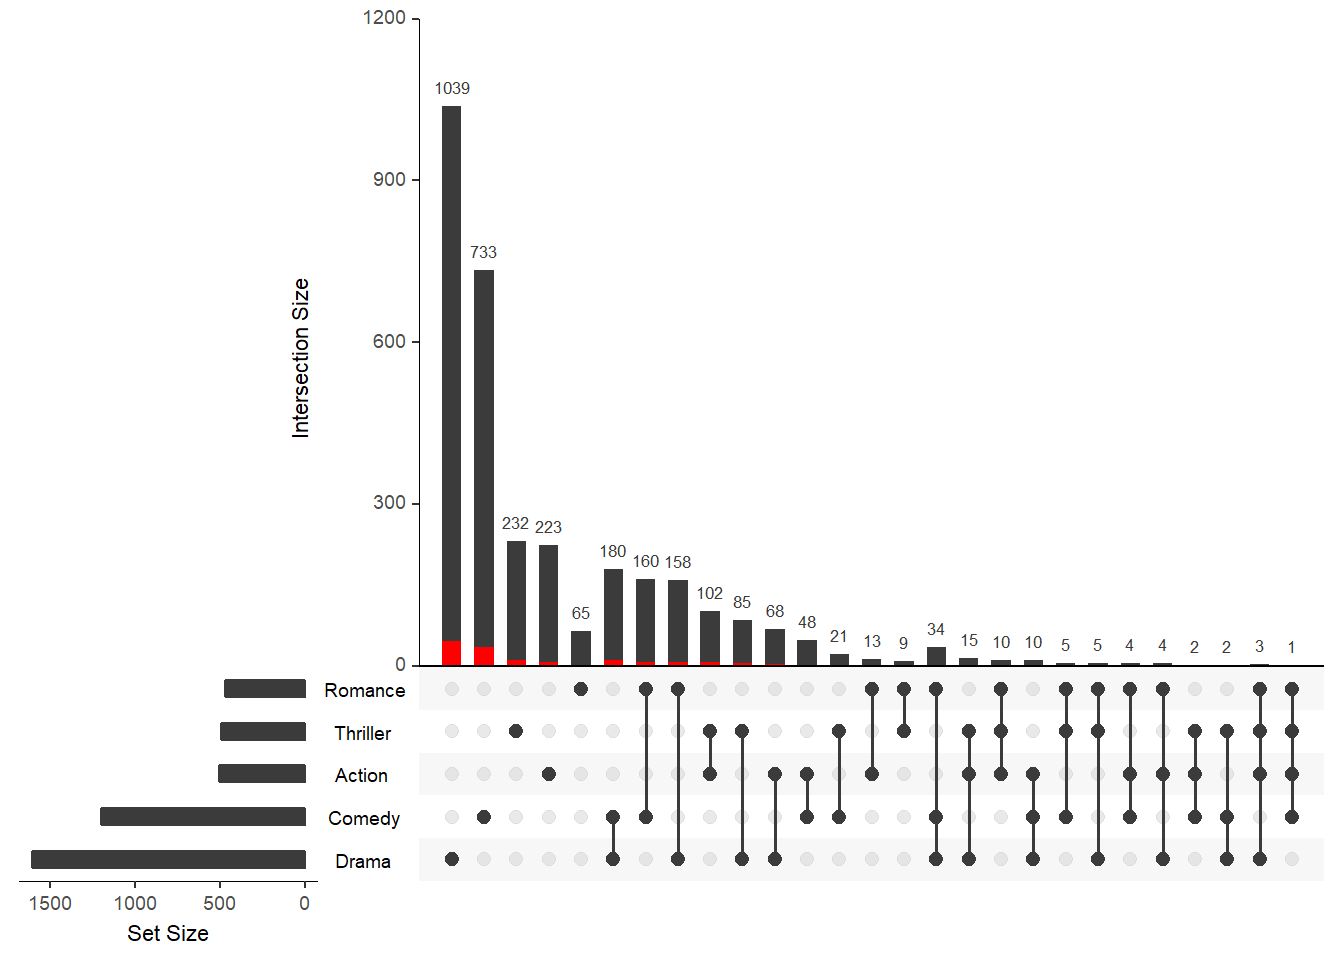 1200
1039
900
733
Intersection Size
600
300
232 223
180 160 158
102
85
68
65
48
34
21
15
13
10 10
9
5 5 4 4 2 2 3 1
0
Romance
Thriller
Action
Comedy
Drama
1500 1000 500 0
Set Size